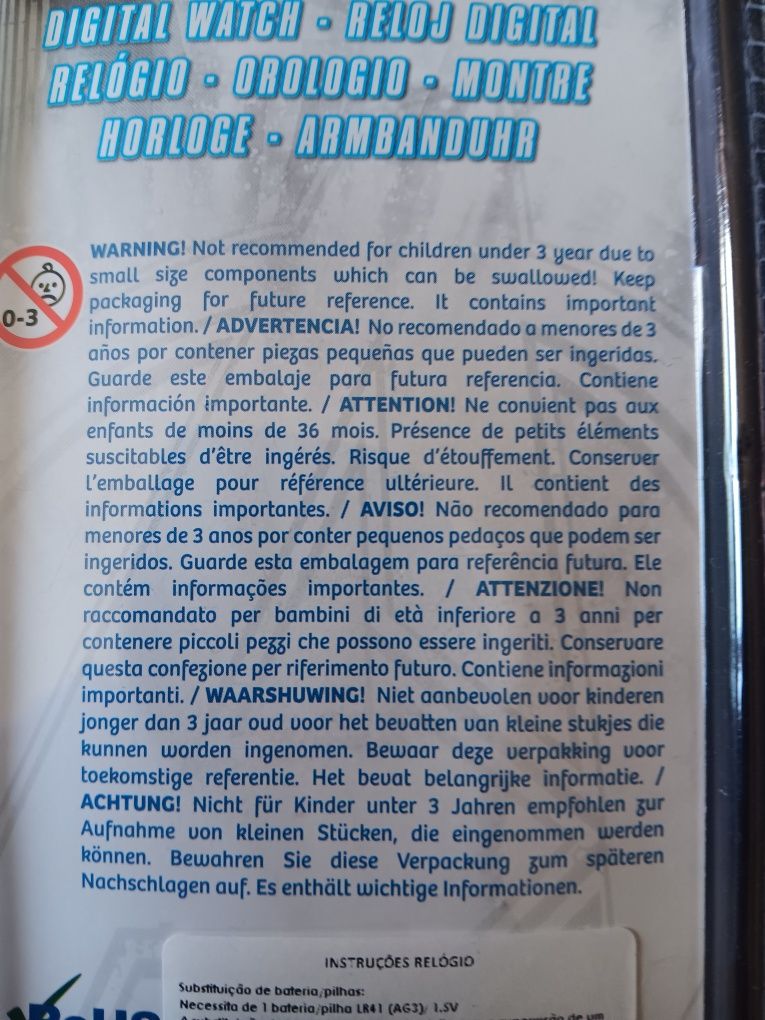 DIGITAL WATCH · RELOJ DIGITAL
RELÓGIO · OROLOGIO · MONTRE
HORLOGE · ARMBANDUHR
0-3
WARNING! Not recommended for children under 3 year due to
small size components which can be swallowed! Keep
packaging for future reference. It contains important
information. / ADVERTENCIA! No recomendado a menores de 3
años por contener piezas pequeñas que pueden ser ingeridas.
Guarde este embalaje para futura referencia. Contiene
información importante. / ATTENTION! Ne convient pas aux
enfants de moins de 36 mois. Présence de petits éléments
suscitables d'être ingérés. Risque d'étouffement. Conserver
l'emballage pour référence ultérieure. Il contient des
informations importantes. / AVISO! Não recomendado para
menores de 3 anos por conter pequenos pedaços que podem ser
ingeridos. Guarde esta embalagem para referência futura. Ele
contém informações importantes. / ATTENZIONE! Non
raccomandato per bambini di età inferiore a 3 anni per
contenere piccoli pezzi che possono essere ingeriti. Conservare
questa confezione per riferimento futuro. Contiene informazioni
importanti. / WAARSHUWING! Niet aanbevolen voor kinderen
jonger dan 3 jaar oud voor het bevatten van kleine stukjes die
kunnen worden ingenomen. Bewaar deze verpakking voor
toekomstige referentie. Het bevat belangrijke informatie. /
ACHTUNG! Nicht für Kinder unter 3 Jahren empfohlen zur
Aufnahme von kleinen Stücken, die eingenommen werden
können. Bewahren Sie diese Verpackung zum späteren
Nachschlagen auf. Es enthält wichtige Informationen.
INSTRUÇÕES RELÓGIO
Substituição de bateria/pilhas:
Necessita de 1 bateria/pilha LR41 (AG3)/ 1.5V